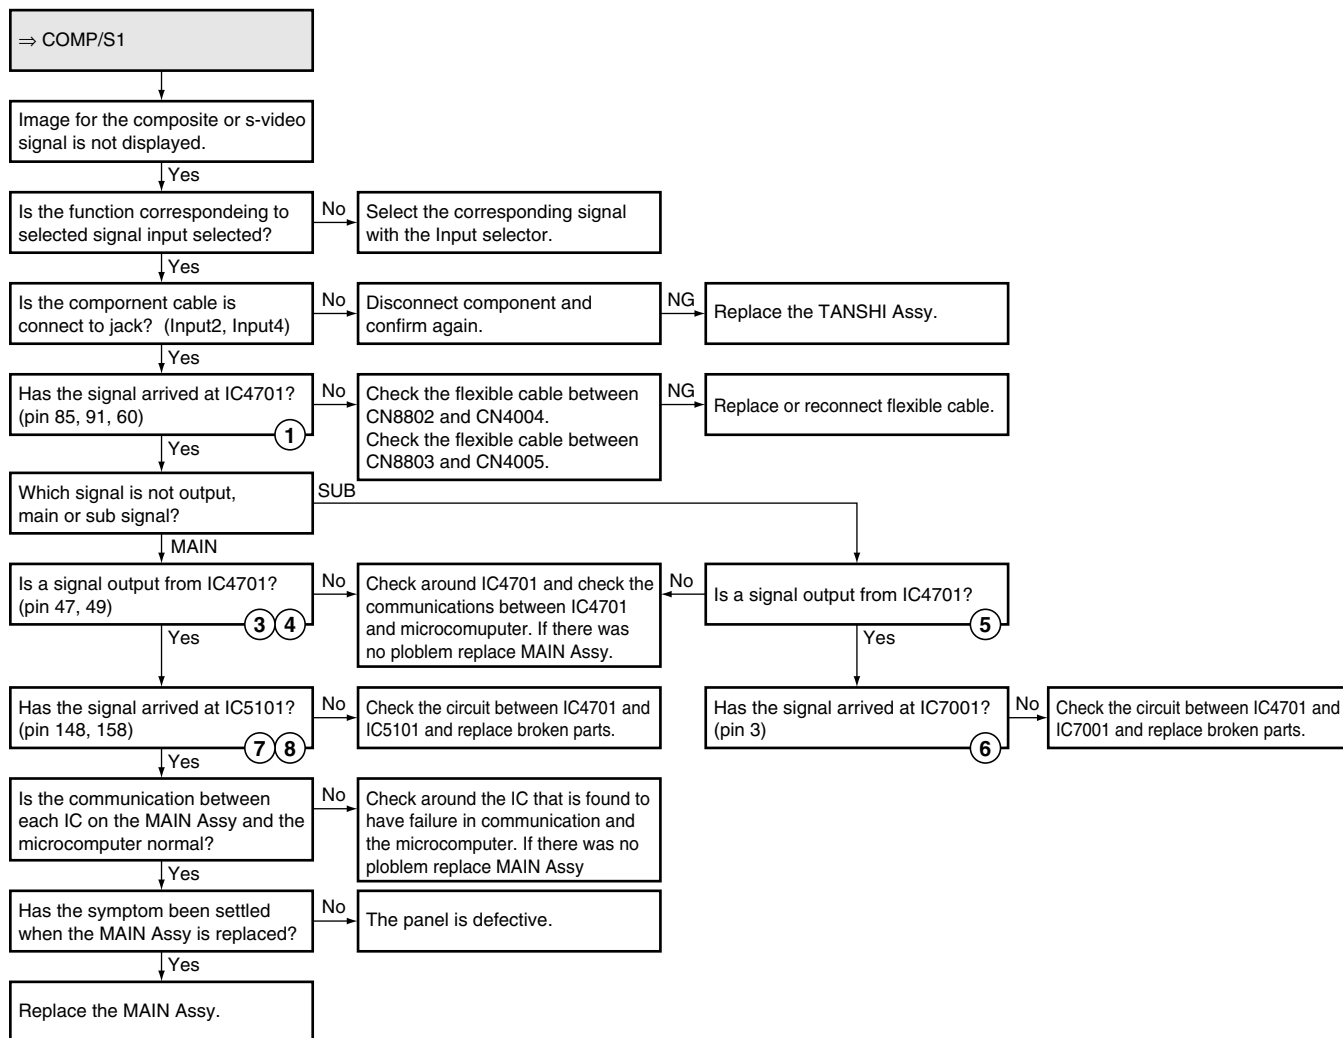 ⇒ COMP/S1
Image for the composite or s-video
signal is not displayed.
Yes
Is the function correspondeing to
selected signal input selected?
No
Select the corresponding signal
with the Input selector.
Yes
Is the compornent cable is
connect to jack? (Input2, Input4)
No
Disconnect component and
confirm again.
NG
Replace the TANSHI Assy.
Yes
Has the signal arrived at IC4701?
(pin 85, 91, 60)
1
No
Check the flexible cable between
CN8802 and CN4004.
Check the flexible cable between
CN8803 and CN4005.
NG
Replace or reconnect flexible cable.
Yes
Which signal is not output,
main or sub signal?
SUB
MAIN
Is a signal output from IC4701?
(pin 47, 49)
3 4
No
Check around IC4701 and check the
communications between IC4701
and microcomuputer. If there was
no ploblem replace MAIN Assy.
No
Is a signal output from IC4701?
5
Yes
Yes
Has the signal arrived at IC5101?
(pin 148, 158)
7 8
No
Check the circuit between IC4701 and
IC5101 and replace broken parts.
Has the signal arrived at IC7001?
(pin 3)
6
No
Check the circuit between IC4701 and
IC7001 and replace broken parts.
Yes
Is the communication between
each IC on the MAIN Assy and the
microcomputer normal?
No
Check around the IC that is found to
have failure in communication and
the microcomputer. If there was no
ploblem replace MAIN Assy
Yes
Has the symptom been settled
when the MAIN Assy is replaced?
No
The panel is defective.
Yes
Replace the MAIN Assy.